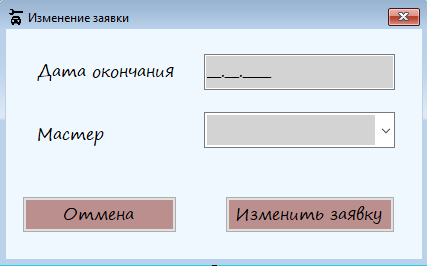 Изменение заявки
Дата окончания __.__.____
Мастер
Отмена
Изменить заявку